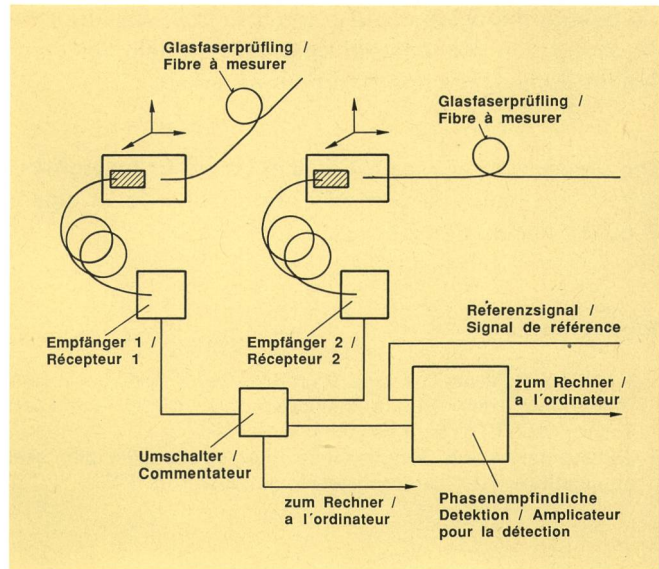 Glasfaserprüfling /
Fibre à mesurer
Glasfaserprüfling /
Fibre à mesurer
Empfänger 1 /
Récepteur 1
Empfänger 2 /
Récepteur 2
Referenzsignal /
Signal de référence
zum Rechner /
a l´ordinateur
Umschalter /
Commentateur
zum Rechner /
a l´ordinateur
Phasenempfindliche
Detektion / Amplicateur
pour la détection